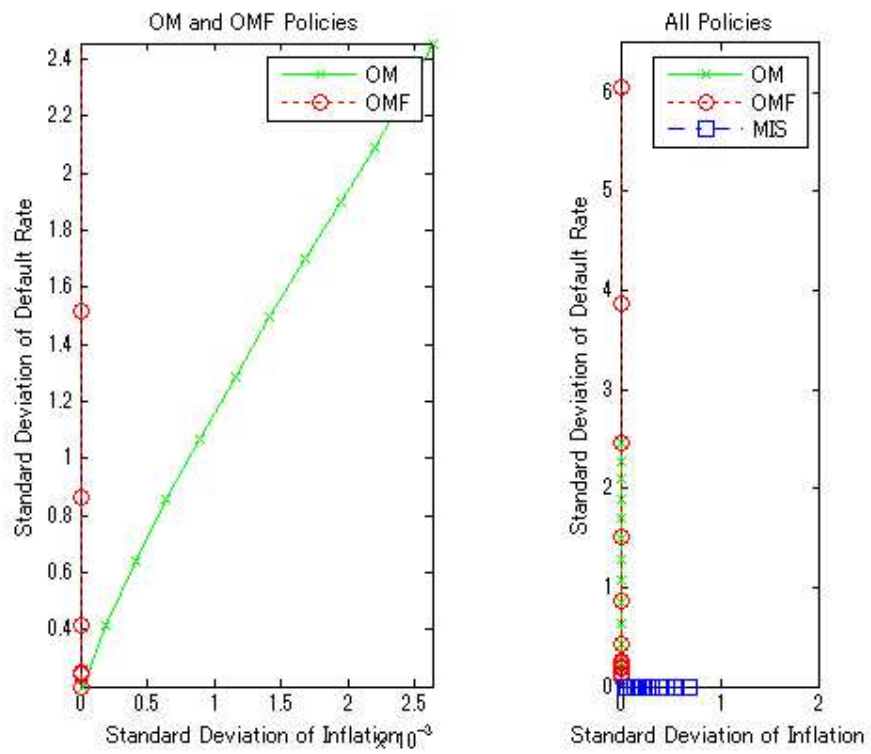 OM and OMF Policies
2.4
2.2
2
1.8
1.6
1.4
1.2
1
0.8
0.6
0.4
Standard Deviation of Default Rate
OM
OMF
0
0.5
1
1.5
2
2.5
Standard Deviation of Inflation
x 10⁻³
All Policies
6
5
4
3
2
1
0
Standard Deviation of Default Rate
OM
OMF
MIS
0
1
2
Standard Deviation of Inflation